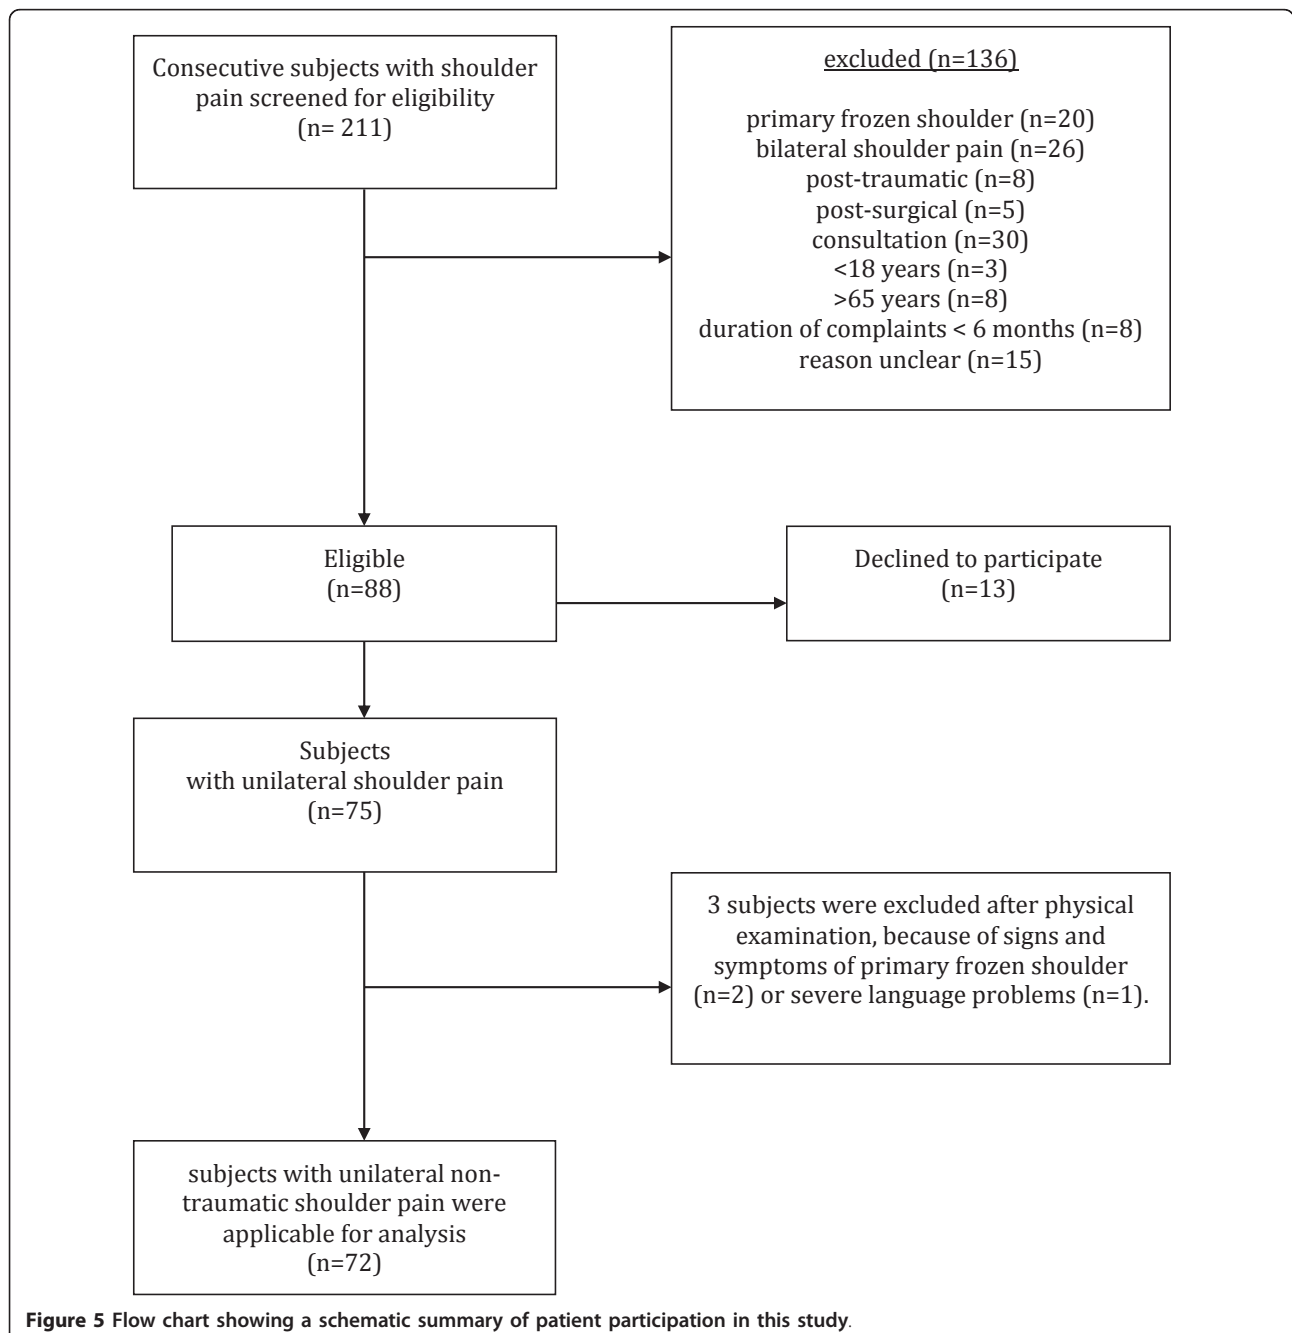 Consecutive subjects with shoulder
pain screened for eligibility
(n= 211)
excluded (n=136)
primary frozen shoulder (n=20)
bilateral shoulder pain (n=26)
post-traumatic (n=8)
post-surgical (n=5)
consultation (n=30)
<18 years (n=3)
>65 years (n=8)
duration of complaints < 6 months (n=8)
reason unclear (n=15)
Eligible
(n=88)
Declined to participate
(n=13)
Subjects
with unilateral shoulder pain
(n=75)
3 subjects were excluded after physical
examination, because of signs and
symptoms of primary frozen shoulder
(n=2) or severe language problems (n=1).
subjects with unilateral non-
traumatic shoulder pain were
applicable for analysis
(n=72)
Figure 5 Flow chart showing a schematic summary of patient participation in this study.